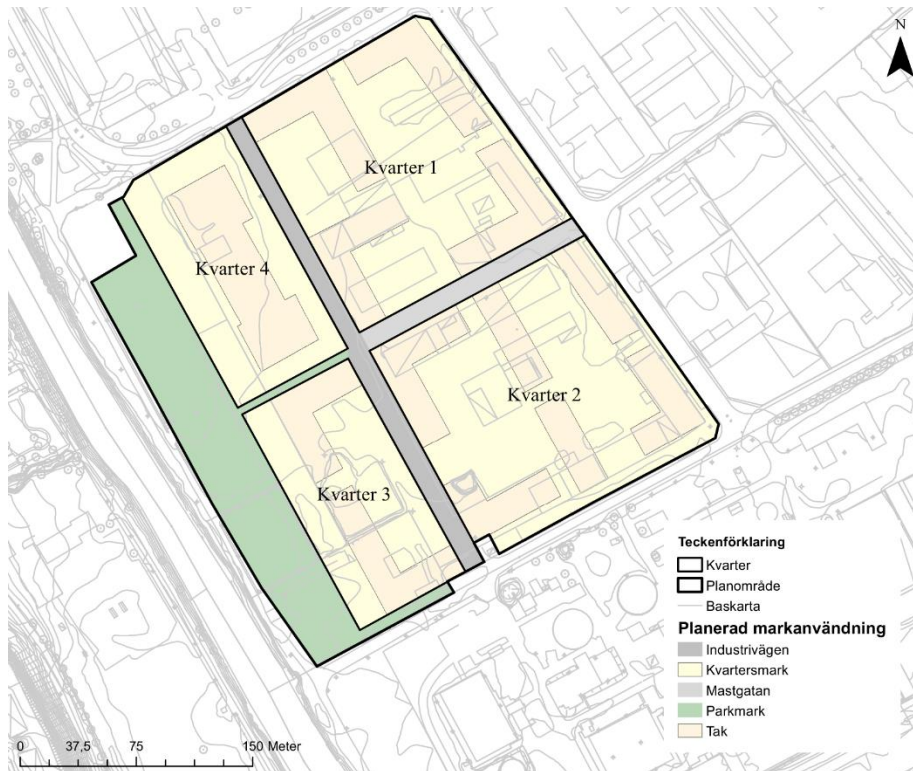 N
Kvarter 1
Kvarter 4
Kvarter 2
Kvarter 3
Teckenförklaring
Kvarter
Planområde
Baskarta
Planerad markanvändning
Industrivägen
Kvartersmark
Mastgatan
Parkmark
Tak
0 37,5 75 150 Meter